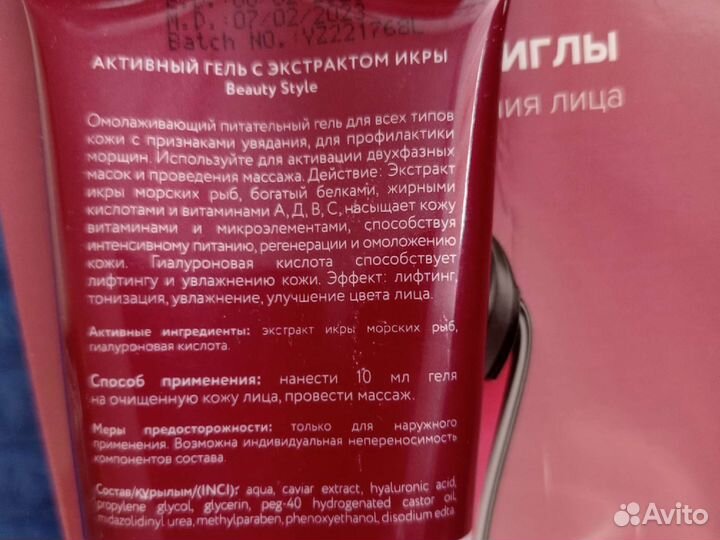 M.D.: 02/02/2023
Batch NO.:YZ221768L
АКТИВНЫЙ ГЕЛЬ С ЭКСТРАКТОМ ИКРЫ
Beauty Style
Омолаживающий питательный гель для всех типов
кожи с признаками увядания, для профилактики
морщин. Используйте для активации двухфазных
масок и проведения массажа. Действие: Экстракт
икры морских рыб, богатый белками, жирными
кислотами и витаминами А, Д, В, С, насыщает кожу
витаминами и микроэлементами, способствуя
интенсивному питанию, регенерации и омоложению
кожи. Гиалуроновая кислота способствует
лифтингу и увлажнению кожи. Эффект: лифтинг,
тонизация, увлажнение, улучшение цвета лица.
Активные ингредиенты: экстракт икры морских рыб,
гиалуроновая кислота.
Способ применения: нанести 10 мл геля
на очищенную кожу лица, провести массаж.
Меры предосторожности: только для наружного
применения. Возможна индивидуальная непереносимость
компонентов состава.
Состав/құрылым/(INCI): aqua, caviar extract, hyaluronic acid,
propylene glycol, glycerin, peg-40 hydrogenated castor oil,
imidazolidinyl urea, methylparaben, phenoxyethanol, disodium edta
ИГЛЫ
ния лица
Avito